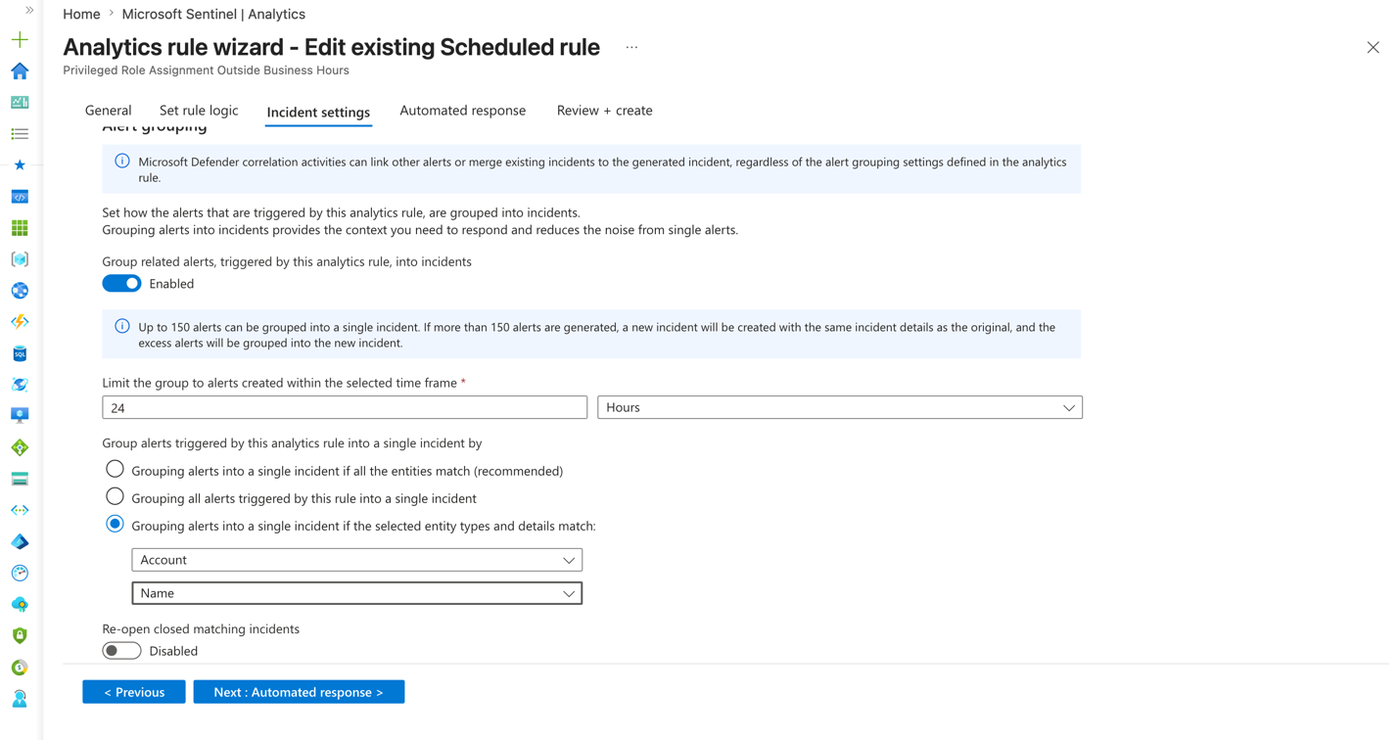 Home > Microsoft Sentinel | Analytics
Analytics rule wizard - Edit existing Scheduled rule ...
Privileged Role Assignment Outside Business Hours
General Set rule logic Incident settings Automated response Review + create
Alert grouping
Microsoft Defender correlation activities can link other alerts or merge existing incidents to the generated incident, regardless of the alert grouping settings defined in the analytics
rule.
Set how the alerts that are triggered by this analytics rule, are grouped into incidents.
Grouping alerts into incidents provides the context you need to respond and reduces the noise from single alerts.
Group related alerts, triggered by this analytics rule, into incidents
Enabled
Up to 150 alerts can be grouped into a single incident. If more than 150 alerts are generated, a new incident will be created with the same incident details as the original, and the
excess alerts will be grouped into the new incident.
Limit the group to alerts created within the selected time frame *
24 Hours
Group alerts triggered by this analytics rule into a single incident by
Grouping alerts into a single incident if all the entities match (recommended)
Grouping all alerts triggered by this rule into a single incident
Grouping alerts into a single incident if the selected entity types and details match:
Account
Name
Re-open closed matching incidents
Disabled
< Previous Next : Automated response >
SQL